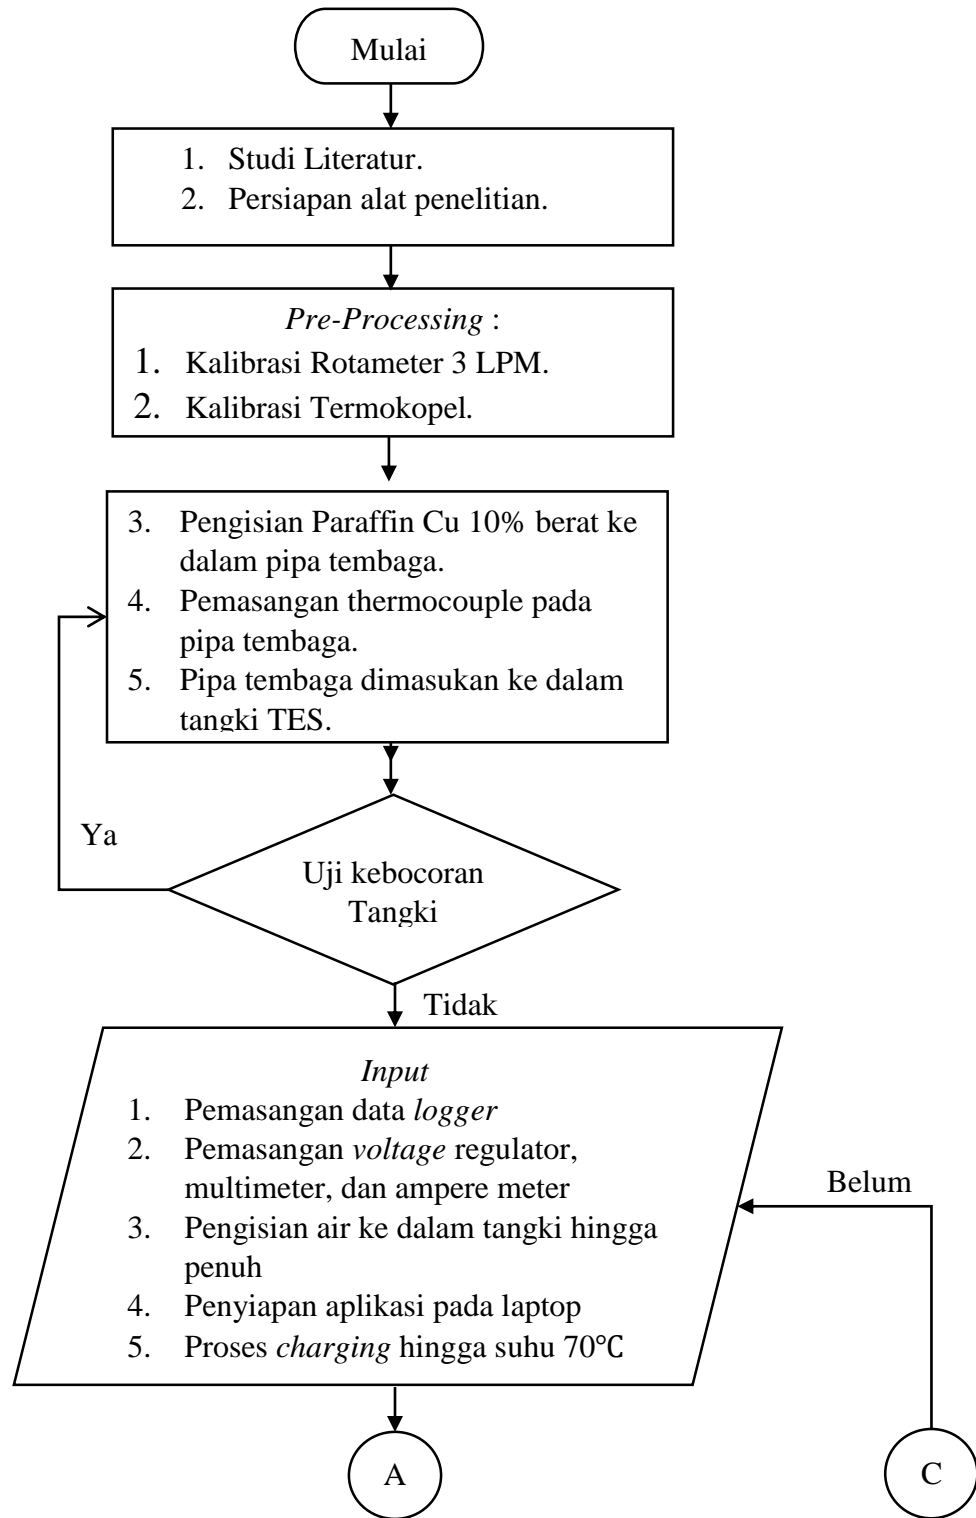 Mulai
1. Studi Literatur.
2. Persiapan alat penelitian.
Pre-Processing :
1. Kalibrasi Rotameter 3 LPM.
2. Kalibrasi Termokopel.
3. Pengisian Paraffin Cu 10% berat ke
dalam pipa tembaga.
4. Pemasangan thermocouple pada
pipa tembaga.
5. Pipa tembaga dimasukan ke dalam
tangki TES.
Ya
Uji kebocoran
Tangki
Tidak
Input
1. Pemasangan data logger
2. Pemasangan voltage regulator,
multimeter, dan ampere meter
Belum
3. Pengisian air ke dalam tangki hingga
penuh
4. Penyiapan aplikasi pada laptop
5. Proses charging hingga suhu 70℃
A
C